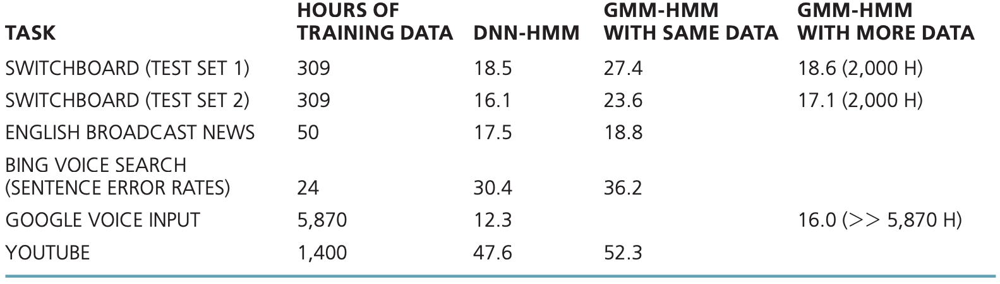 HOURS OF GMM-HMM GMM-HMM
TASK TRAINING DATA DNN-HMM WITH SAME DATA WITH MORE DATA
SWITCHBOARD (TEST SET 1) 309 18.5 27.4 18.6 (2,000 H)
SWITCHBOARD (TEST SET 2) 309 16.1 23.6 17.1 (2,000 H)
ENGLISH BROADCAST NEWS 50 17.5 18.8
BING VOICE SEARCH
(SENTENCE ERROR RATES) 24 30.4 36.2
GOOGLE VOICE INPUT 5,870 12.3 16.0 (>> 5,870 H)
YOUTUBE 1,400 47.6 52.3